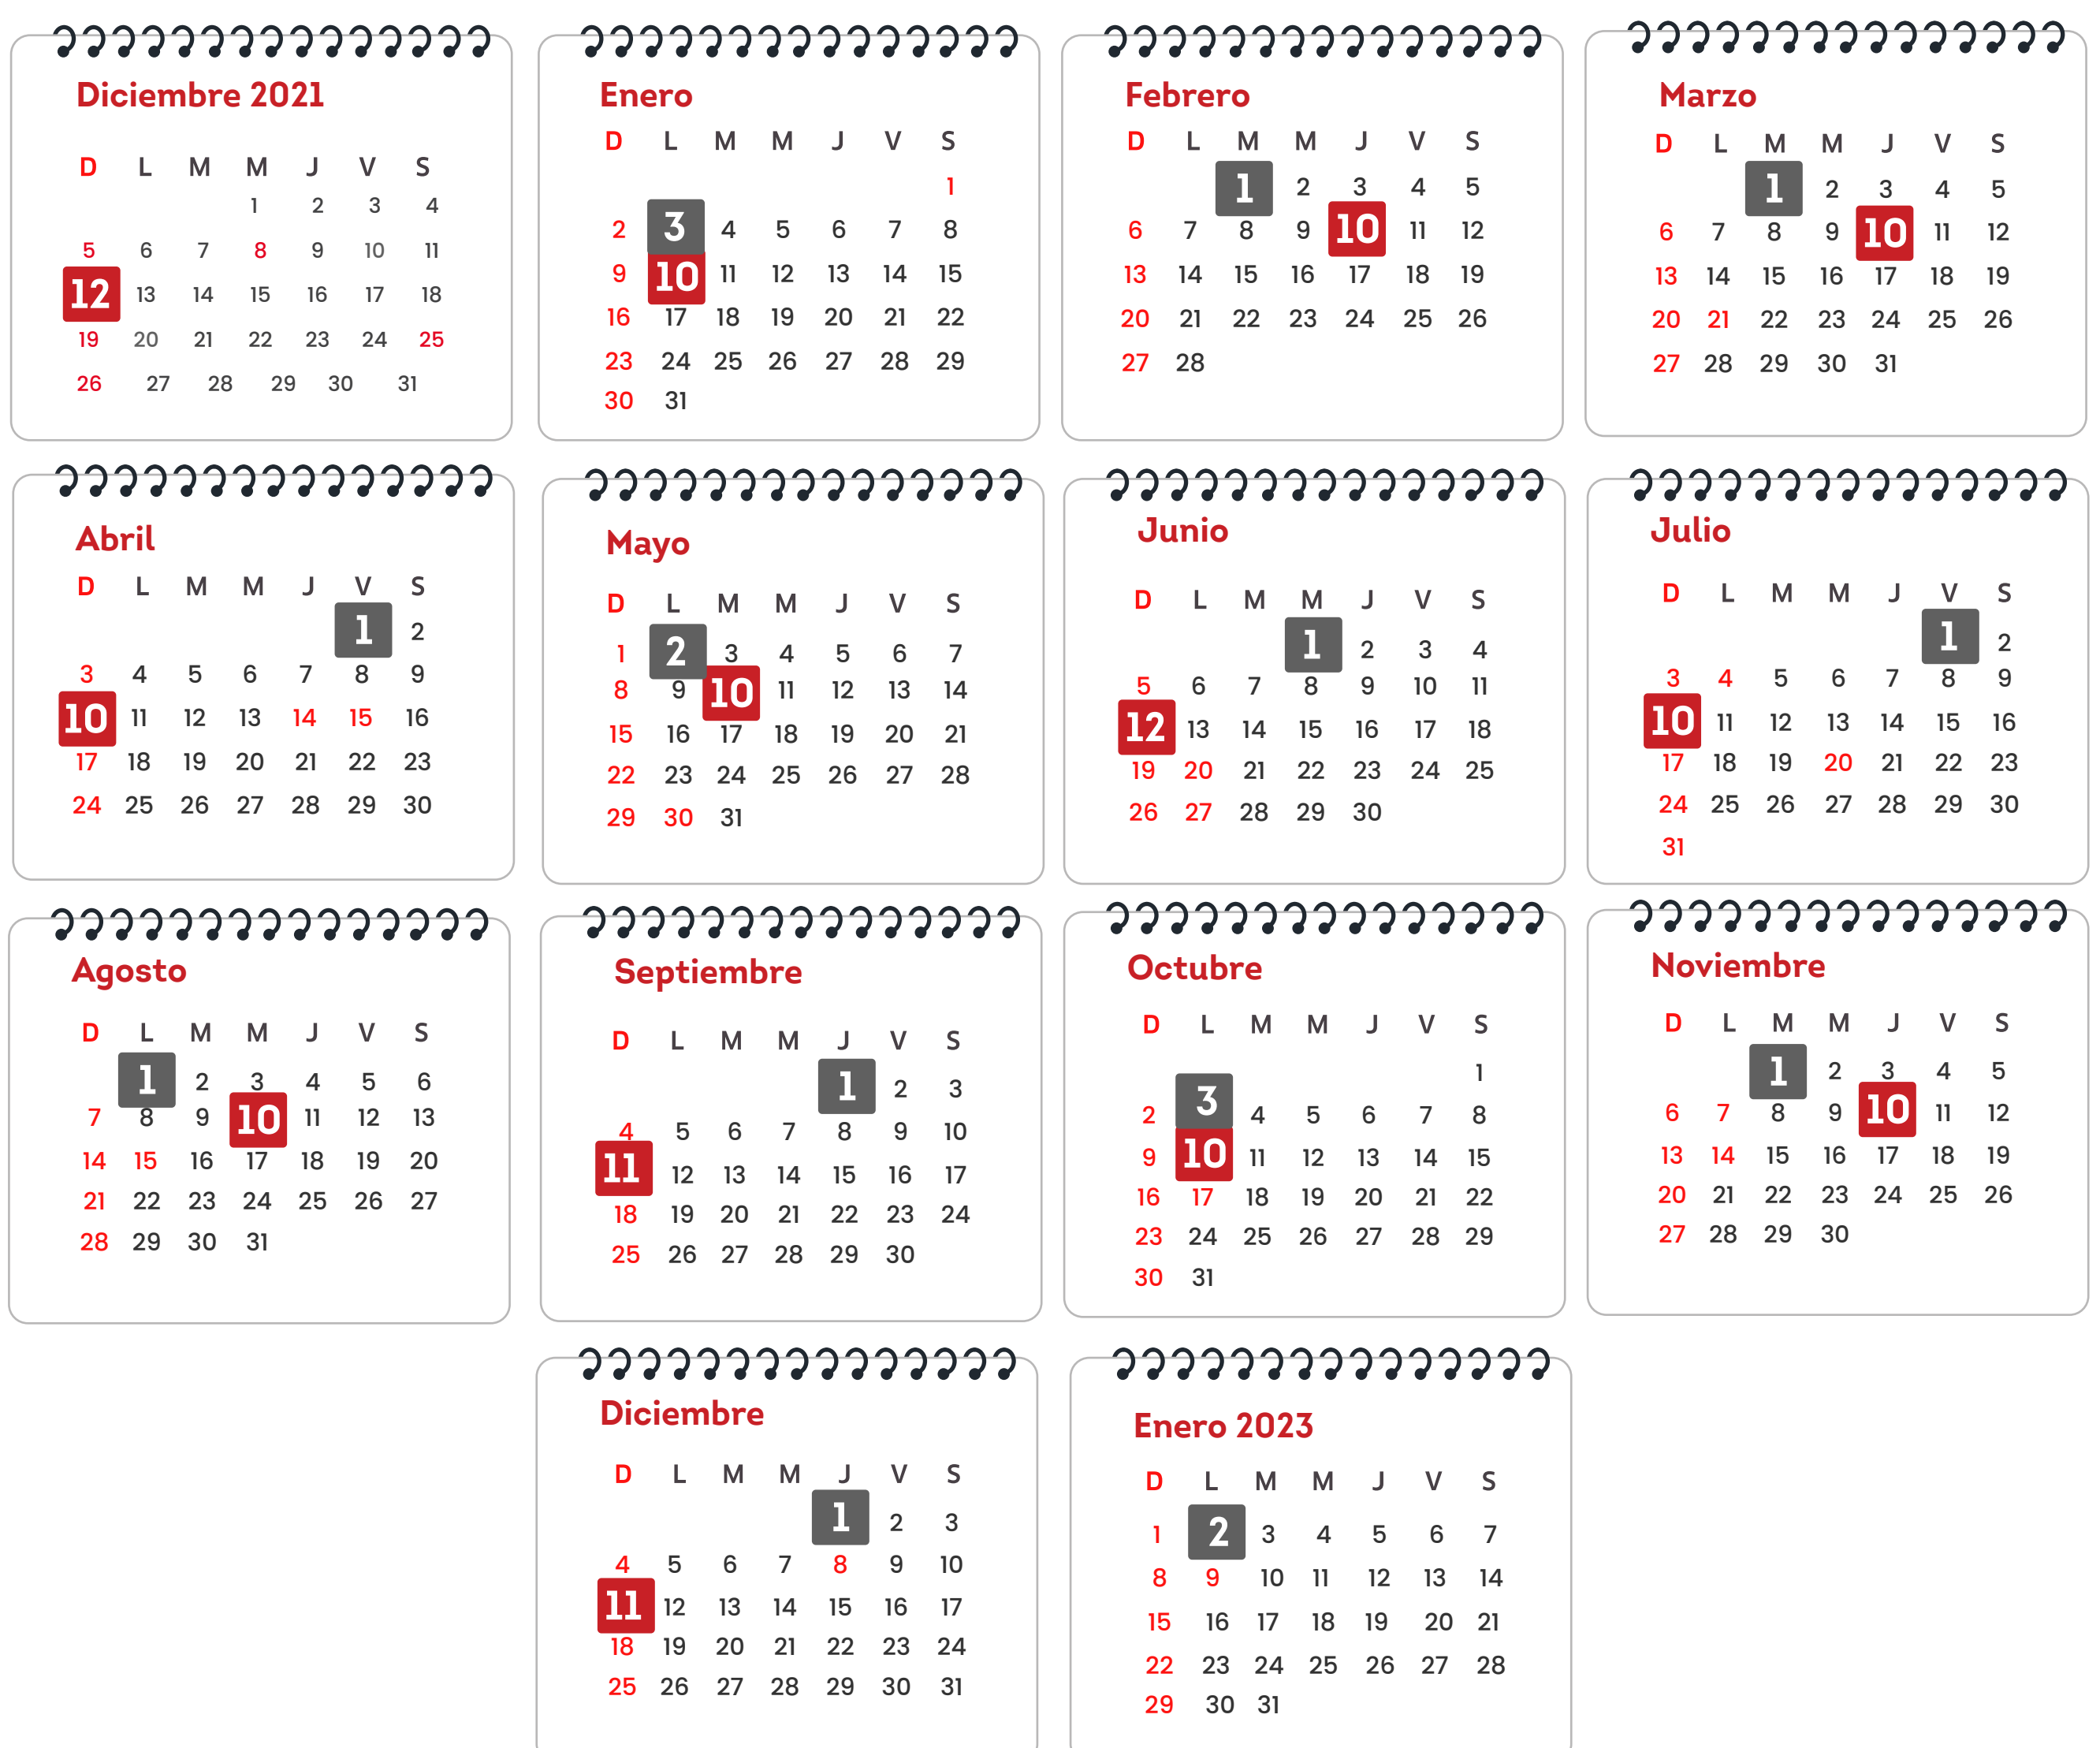 Diciembre 2021
D L M M J V S
1 2 3 4
5 6 7 8 9 10 11
12 13 14 15 16 17 18
19 20 21 22 23 24 25
26 27 28 29 30 31
Enero
D L M M J V S
1
2 3 4 5 6 7 8
9 10 11 12 13 14 15
16 17 18 19 20 21 22
23 24 25 26 27 28 29
30 31
Febrero
D L M M J V S
1 2 3 4 5
6 7 8 9 10 11 12
13 14 15 16 17 18 19
20 21 22 23 24 25 26
27 28
Marzo
D L M M J V S
1 2 3 4 5
6 7 8 9 10 11 12
13 14 15 16 17 18 19
20 21 22 23 24 25 26
27 28 29 30 31
Abril
D L M M J V S
1 2
3 4 5 6 7 8 9
10 11 12 13 14 15 16
17 18 19 20 21 22 23
24 25 26 27 28 29 30
Mayo
D L M M J V S
1 2 3 4 5 6 7
8 9 10 11 12 13 14
15 16 17 18 19 20 21
22 23 24 25 26 27 28
29 30 31
Junio
D L M M J V S
1 2 3 4
5 6 7 8 9 10 11
12 13 14 15 16 17 18
19 20 21 22 23 24 25
26 27 28 29 30
Julio
D L M M J V S
1 2
3 4 5 6 7 8 9
10 11 12 13 14 15 16
17 18 19 20 21 22 23
24 25 26 27 28 29 30
31
Agosto
D L M M J V S
1 2 3 4 5 6
7 8 9 10 11 12 13
14 15 16 17 18 19 20
21 22 23 24 25 26 27
28 29 30 31
Septiembre
D L M M J V S
1 2 3
4 5 6 7 8 9 10
11 12 13 14 15 16 17
18 19 20 21 22 23 24
25 26 27 28 29 30
Octubre
D L M M J V S
1
2 3 4 5 6 7 8
9 10 11 12 13 14 15
16 17 18 19 20 21 22
23 24 25 26 27 28 29
30 31
Noviembre
D L M M J V S
1 2 3 4 5
6 7 8 9 10 11 12
13 14 15 16 17 18 19
20 21 22 23 24 25 26
27 28 29 30
Diciembre
D L M M J V S
1 2 3
4 5 6 7 8 9 10
11 12 13 14 15 16 17
18 19 20 21 22 23 24
25 26 27 28 29 30 31
Enero 2023
D L M M J V S
1 2 3 4 5 6 7
8 9 10 11 12 13 14
15 16 17 18 19 20 21
22 23 24 25 26 27 28
29 30 31